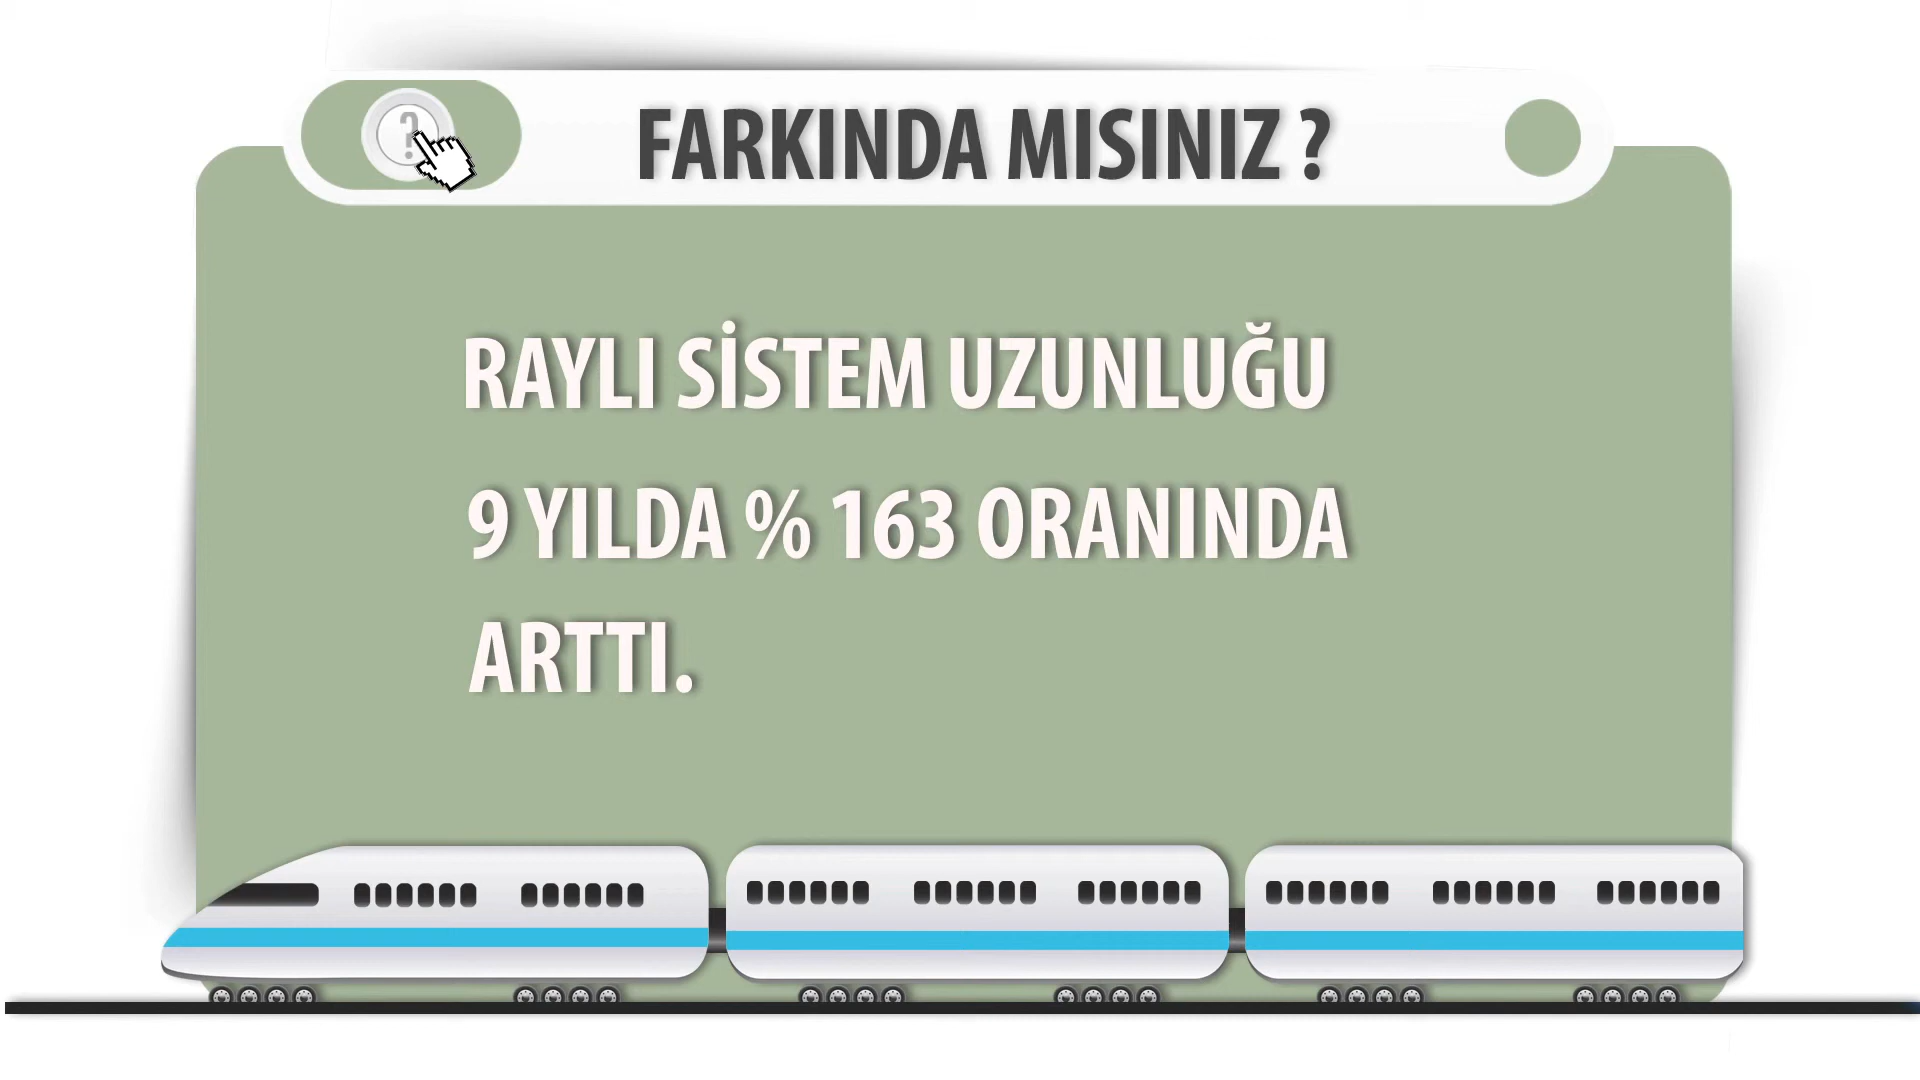 ?
FARKINDA MISINIZ ?
RAYLI SİSTEM UZUNLUĞU
9 YILDA % 163 ORANINDA
ARTTI.